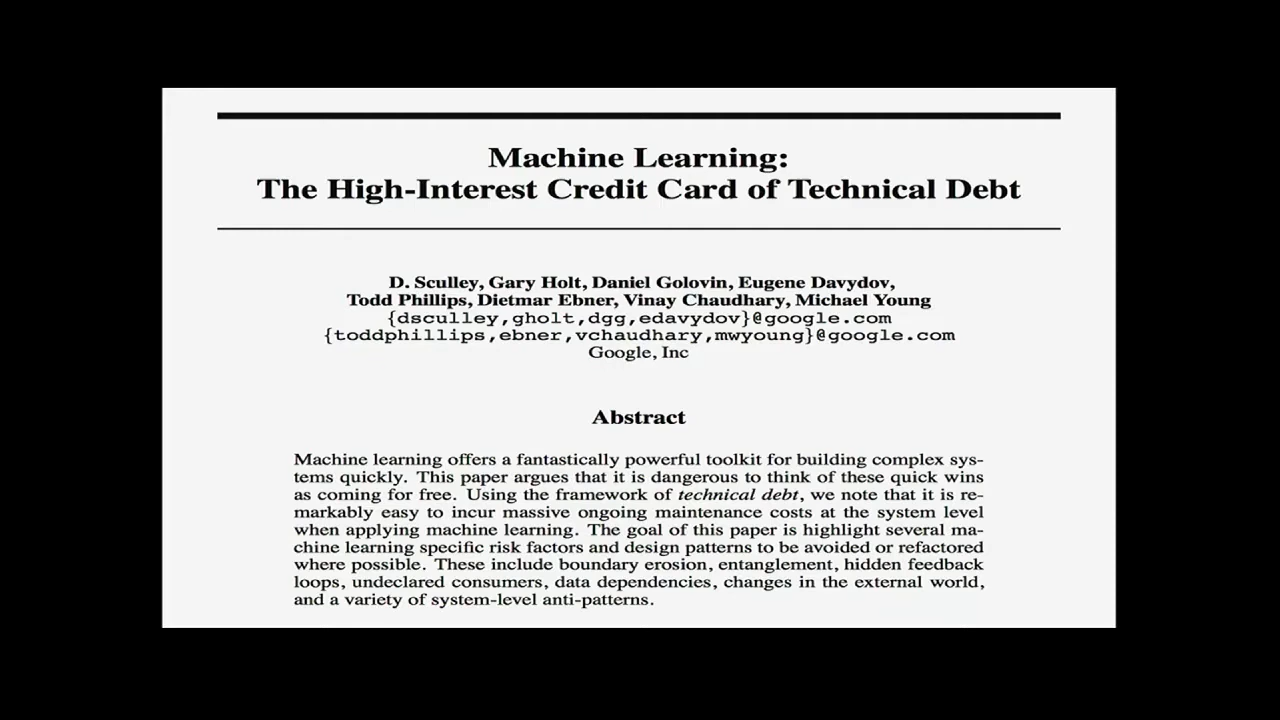 Machine Learning:
The High-Interest Credit Card of Technical Debt
D. Sculley, Gary Holt, Daniel Golovin, Eugene Davydov,
Todd Phillips, Dietmar Ebner, Vinay Chaudhary, Michael Young
{dsculley,gholt,dgg,edavydov}@google.com
{toddphillips,ebner,vchaudhary,mwyoung}@google.com
Google, Inc
Abstract
Machine learning offers a fantastically powerful toolkit for building complex sys-
tems quickly. This paper argues that it is dangerous to think of these quick wins
as coming for free. Using the framework of technical debt, we note that it is re-
markably easy to incur massive ongoing maintenance costs at the system level
when applying machine learning. The goal of this paper is highlight several ma-
chine learning specific risk factors and design patterns to be avoided or refactored
where possible. These include boundary erosion, entanglement, hidden feedback
loops, undeclared consumers, data dependencies, changes in the external world,
and a variety of system-level anti-patterns.